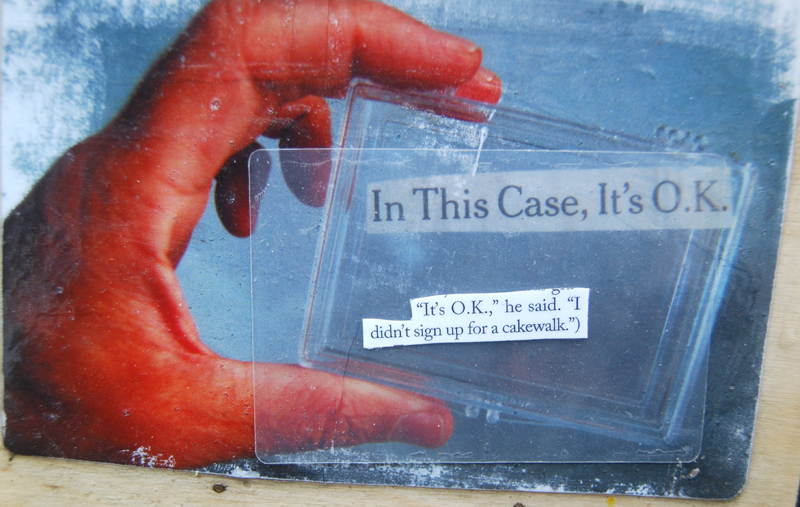 In This Case, It's O.K.
"It's O.K.," he said. "I
didn't sign up for a cakewalk.")